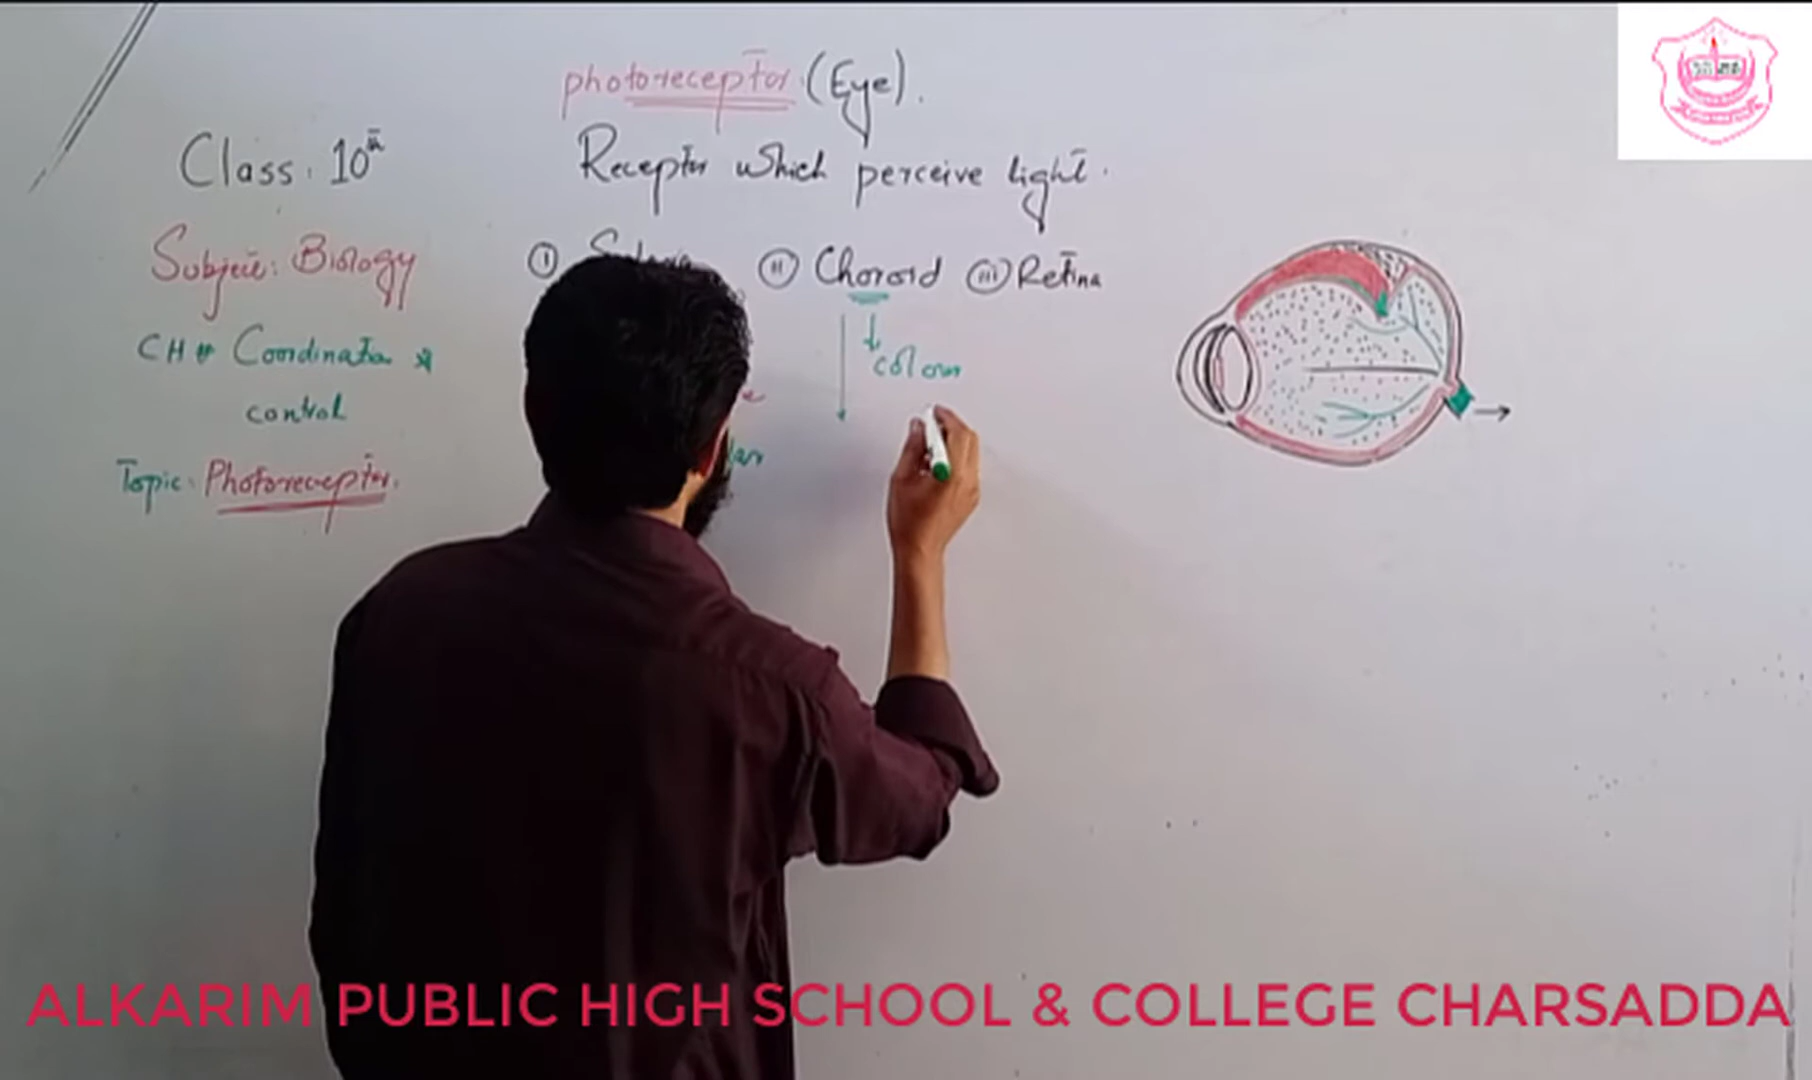 photoreceptor (Eye).
Class: 10th
Receptor which perceive light.
Subject: Biology
(i) (ii) Choroid (iii) Retina
CH # Coordination &
control
colour
Topic: Photoreceptor.
ALKARIM PUBLIC HIGH SCHOOL & COLLEGE CHARSADDA